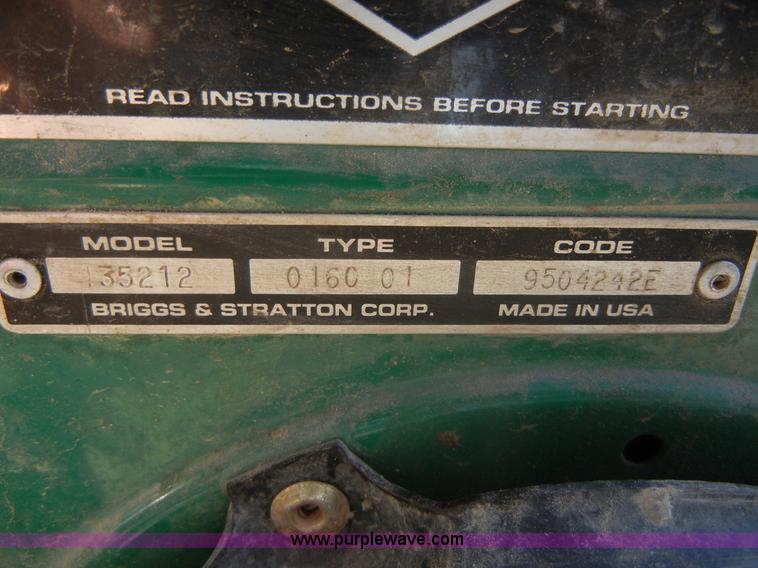 READ INSTRUCTIONS BEFORE STARTING
MODEL TYPE CODE
135212 0160 01 9504242E
BRIGGS & STRATTON CORP. MADE IN USA
www.purplewave.com